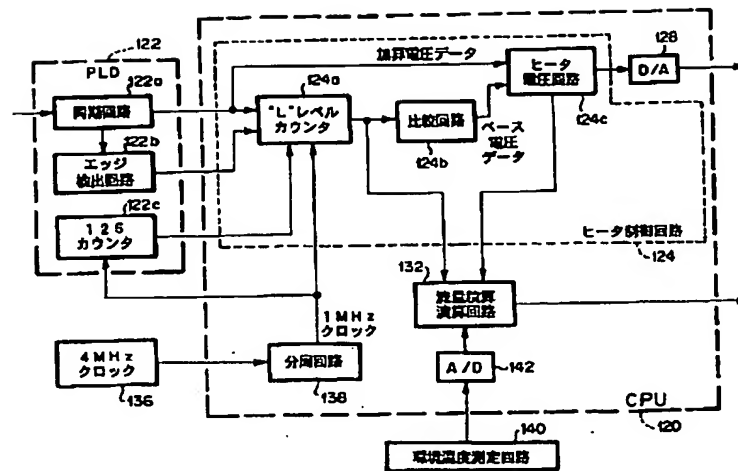 122
PLD
122a
同期回路
122b
エッジ
検出回路
122c
126
カウンタ
4MHz
クロック
136
加算電圧データ
124a
"L"レベル
カウンタ
比較回路
124b
ベース
電圧
データ
ヒータ
電圧回路
124c
128
D/A
ヒータ制御回路
124
1MHz
クロック
分周回路
138
132
流量積算
演算回路
A/D
142
CPU
120
140
環境温度測定回路